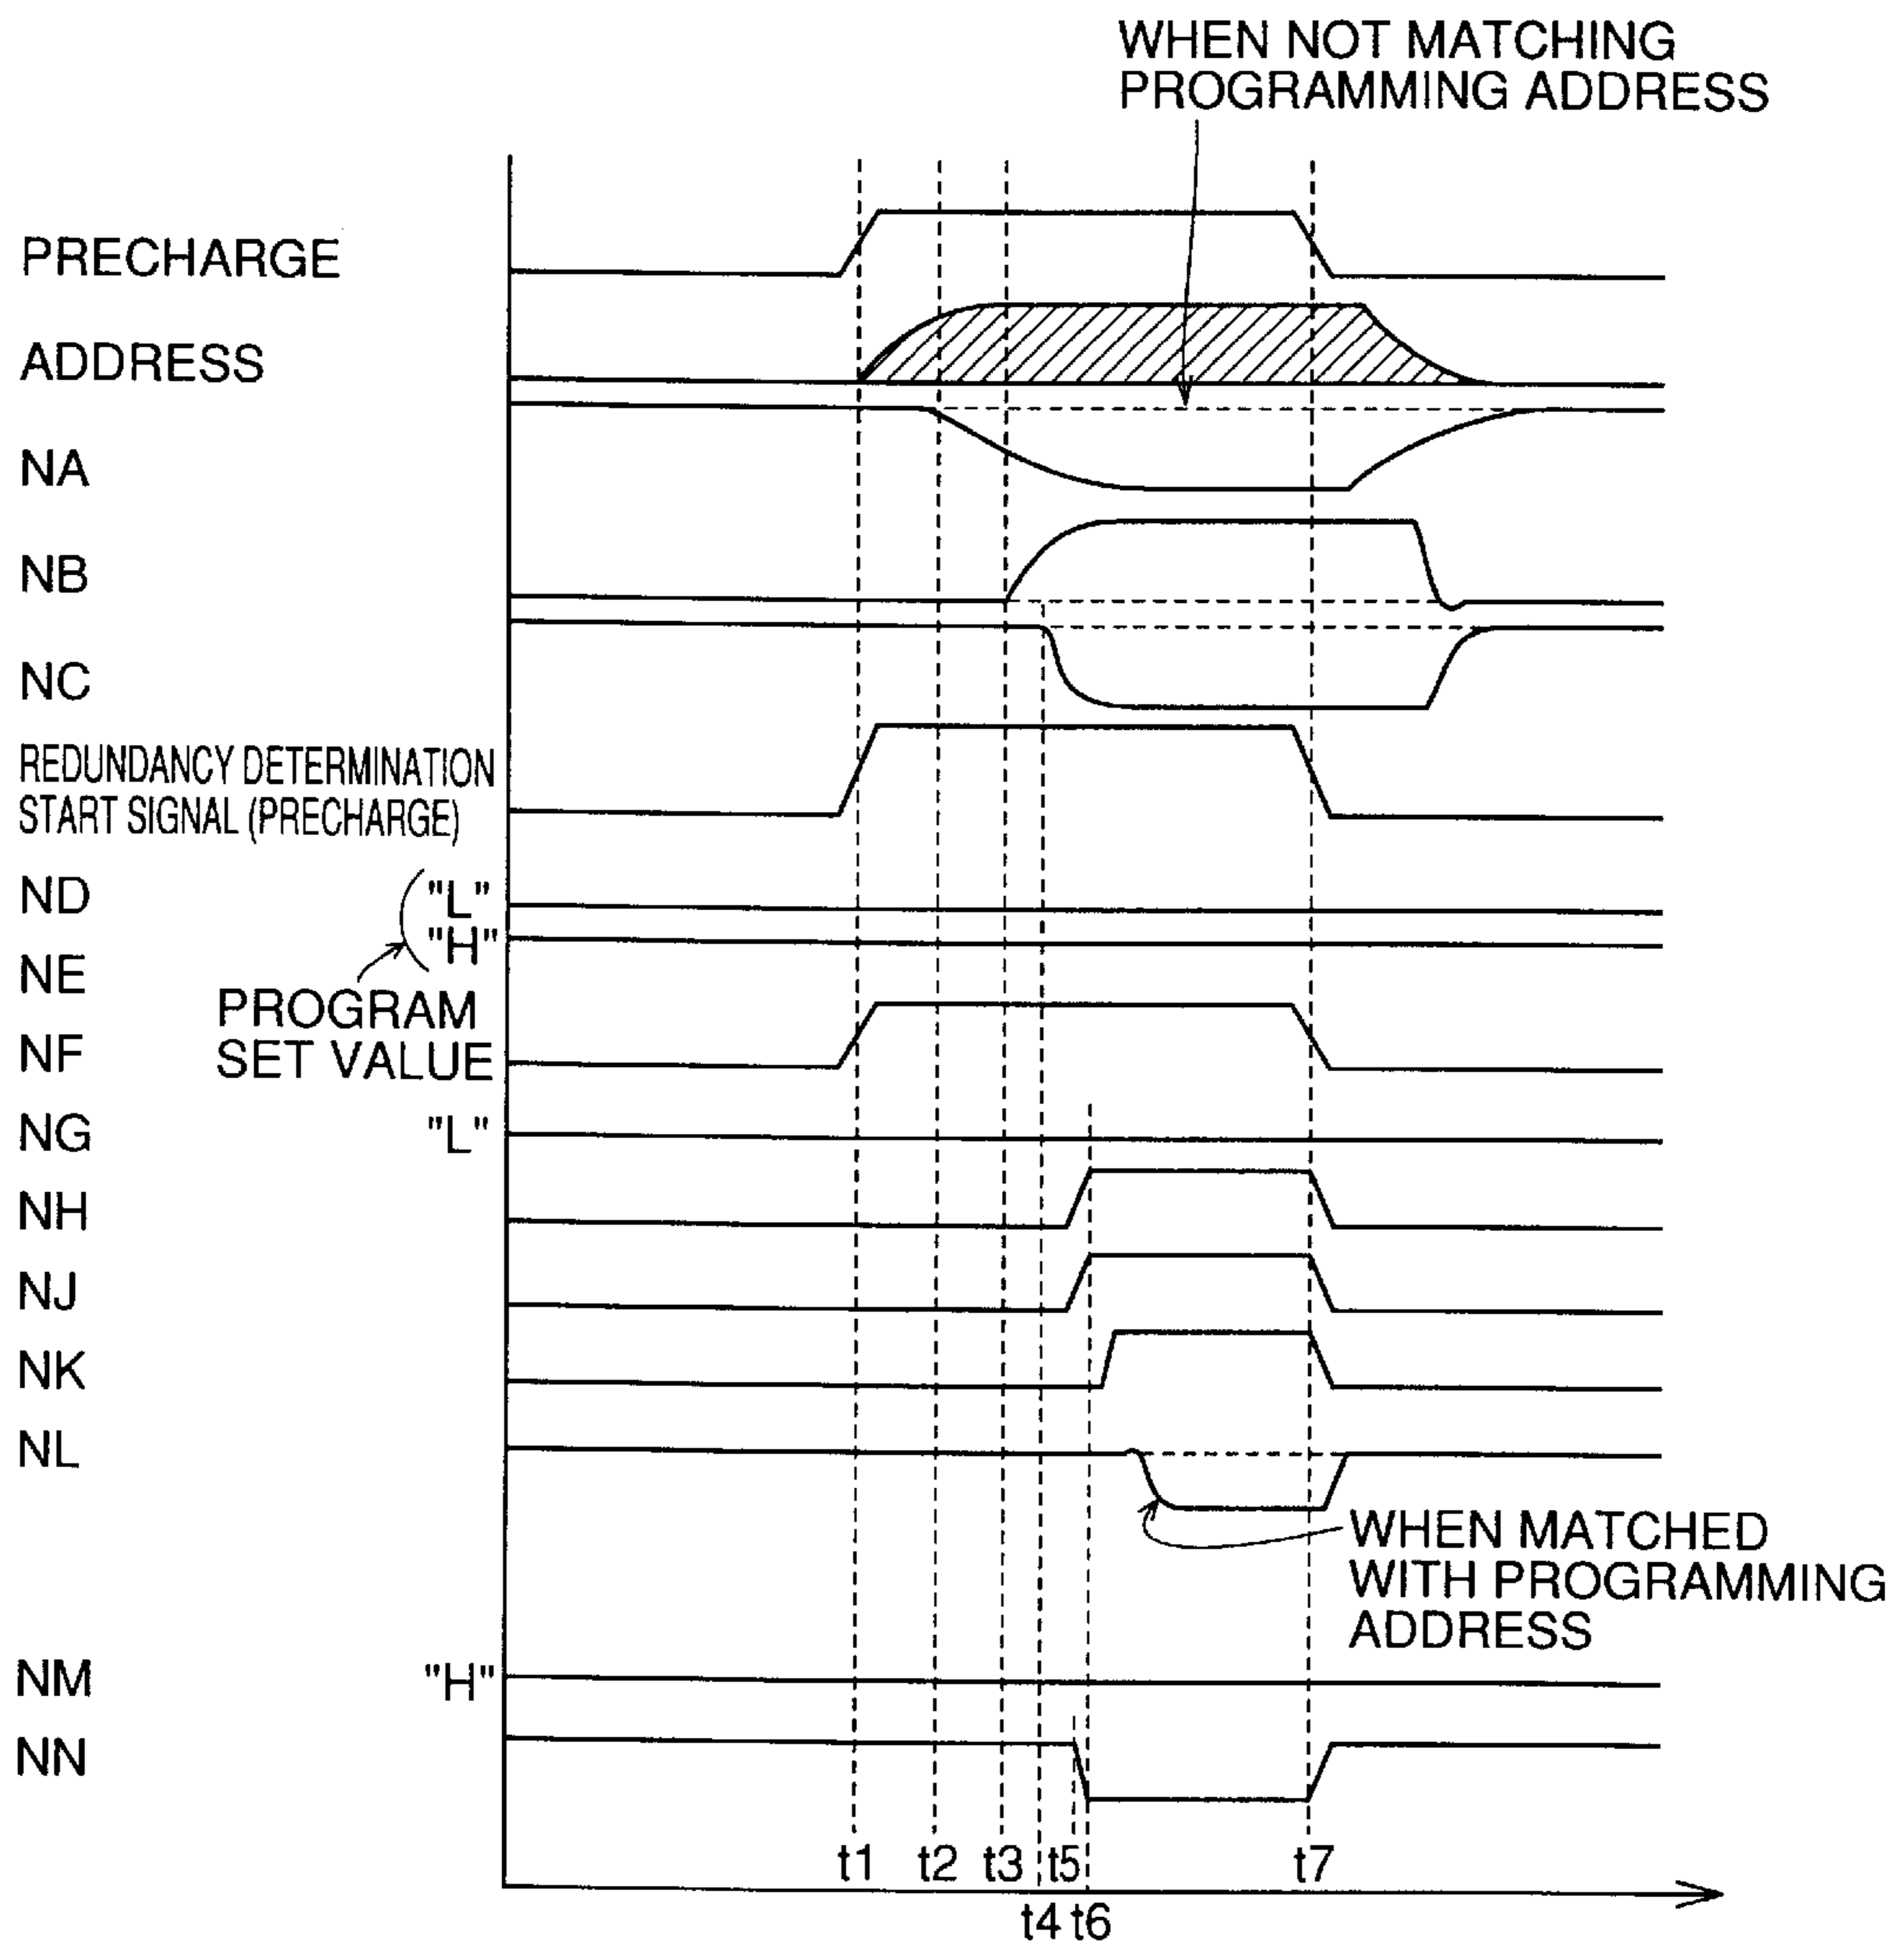 WHEN NOT MATCHING
PROGRAMMING ADDRESS
PRECHARGE
ADDRESS
NA
NB
NC
REDUNDANCY DETERMINATION
START SIGNAL (PRECHARGE)
ND "L"
"H"
NE
PROGRAM
SET VALUE
NF
NG "L"
NH
NJ
NK
NL
WHEN MATCHED
WITH PROGRAMMING
ADDRESS
NM "H"
NN
t1 t2 t3 t5 t7
t4 t6